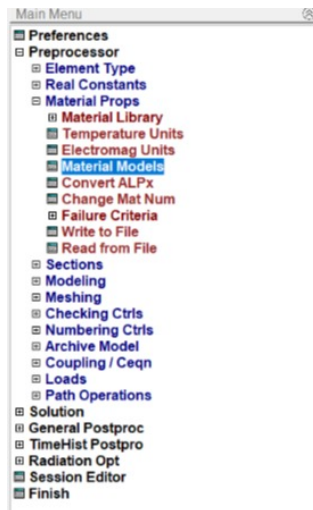 Main Menu
Preferences
Preprocessor
Element Type
Real Constants
Material Props
Material Library
Temperature Units
Electromag Units
Material Models
Convert ALPx
Change Mat Num
Failure Criteria
Write to File
Read from File
Sections
Modeling
Meshing
Checking Ctrls
Numbering Ctrls
Archive Model
Coupling / Ceqn
Loads
Path Operations
Solution
General Postproc
TimeHist Postpro
Radiation Opt
Session Editor
Finish